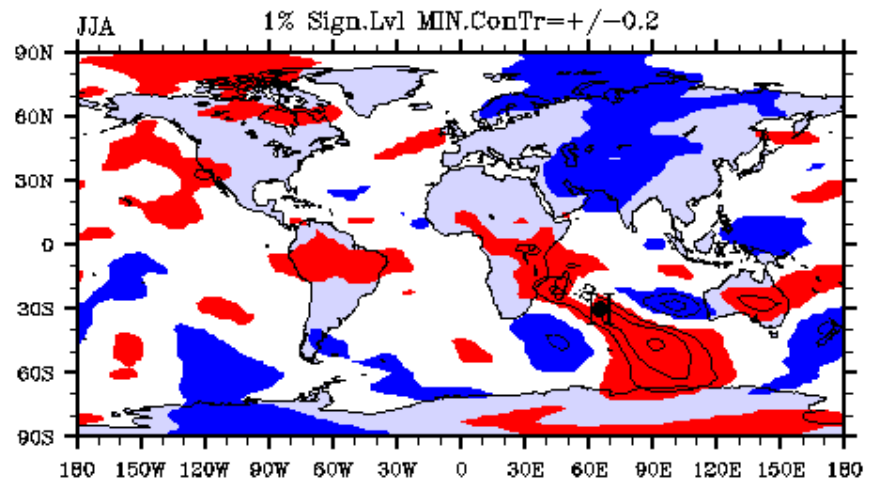 JJA 1% Sign.Lvl MIN.ConTr=+/-0.2
90N
60N
30N
0
30S
60S
90S
180 150W 120W 90W 60W 30W 0 30E 60E 90E 120E 150E 180